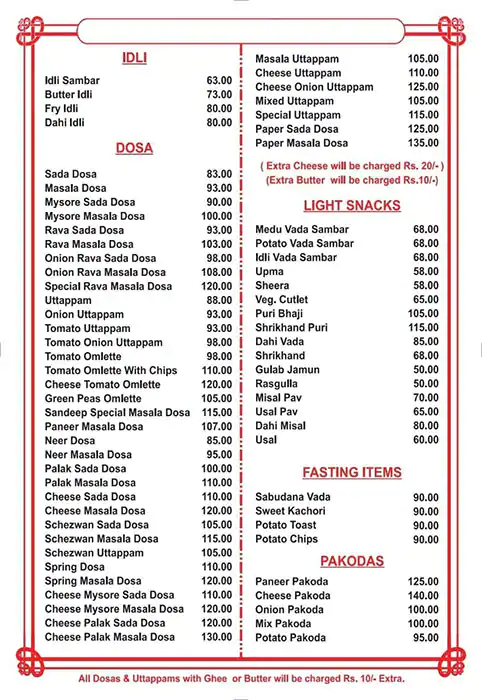 IDLI
Idli Sambar 63.00
Butter Idli 73.00
Fry Idli 80.00
Dahi Idli 80.00
DOSA
Sada Dosa 83.00
Masala Dosa 93.00
Mysore Sada Dosa 90.00
Mysore Masala Dosa 100.00
Rava Sada Dosa 93.00
Rava Masala Dosa 103.00
Onion Rava Sada Dosa 98.00
Onion Rava Masala Dosa 108.00
Special Rava Masala Dosa 120.00
Uttappam 88.00
Onion Uttappam 93.00
Tomato Uttappam 93.00
Tomato Onion Uttappam 98.00
Tomato Omlette 98.00
Tomato Omlette With Chips 110.00
Cheese Tomato Omlette 120.00
Green Peas Omlette 105.00
Sandeep Special Masala Dosa 115.00
Paneer Masala Dosa 107.00
Neer Dosa 85.00
Neer Masala Dosa 95.00
Palak Sada Dosa 100.00
Palak Masala Dosa 110.00
Cheese Sada Dosa 110.00
Cheese Masala Dosa 120.00
Schezwan Sada Dosa 105.00
Schezwan Masala Dosa 115.00
Schezwan Uttappam 105.00
Spring Dosa 110.00
Spring Masala Dosa 120.00
Cheese Mysore Sada Dosa 110.00
Cheese Mysore Masala Dosa 120.00
Cheese Palak Sada Dosa 120.00
Cheese Palak Masala Dosa 130.00
Masala Uttappam 105.00
Cheese Uttappam 110.00
Cheese Onion Uttappam 125.00
Mixed Uttappam 105.00
Special Uttappam 115.00
Paper Sada Dosa 125.00
Paper Masala Dosa 135.00
( Extra Cheese will be charged Rs. 20/- )
(Extra Butter will be charged Rs.10/-)
LIGHT SNACKS
Medu Vada Sambar 68.00
Potato Vada Sambar 68.00
Idli Vada Sambar 68.00
Upma 58.00
Sheera 58.00
Veg. Cutlet 65.00
Puri Bhaji 105.00
Shrikhand Puri 115.00
Dahi Vada 85.00
Shrikhand 68.00
Gulab Jamun 50.00
Rasgulla 50.00
Misal Pav 70.00
Usal Pav 65.00
Dahi Misal 80.00
Usal 60.00
FASTING ITEMS
Sabudana Vada 90.00
Sweet Kachori 90.00
Potato Toast 90.00
Potato Chips 90.00
PAKODAS
Paneer Pakoda 125.00
Cheese Pakoda 140.00
Onion Pakoda 100.00
Mix Pakoda 100.00
Potato Pakoda 95.00
All Dosas & Uttappams with Ghee or Butter will be charged Rs. 10/- Extra.